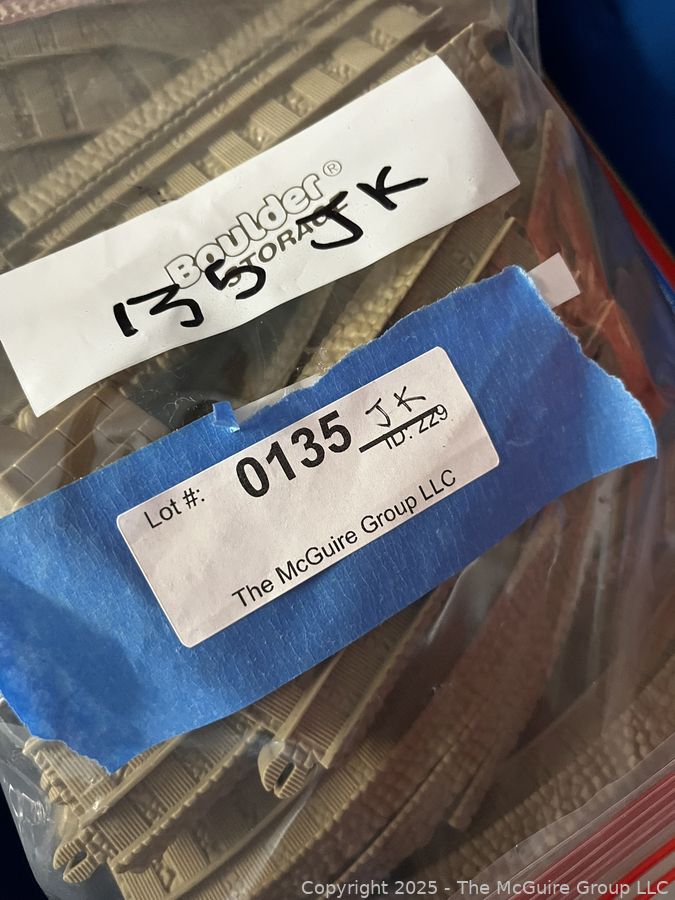 Boulder®
STORAGE
135 JK
Lot #: 0135 JK
ID: 229
The McGuire Group LLC
Copyright 2025 - The McGuire Group LLC